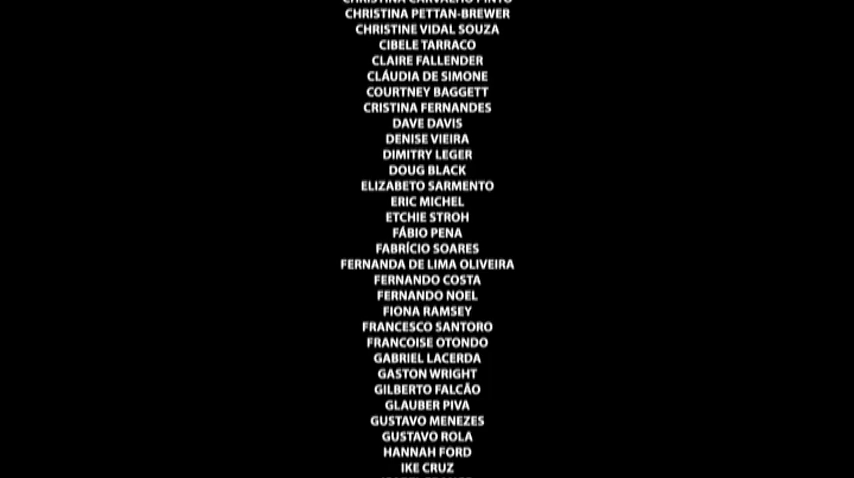 CHRISTINA CARVALHO PINTO
CHRISTINA PETTAN-BREWER
CHRISTINE VIDAL SOUZA
CIBELE TARRACO
CLAIRE FALLENDER
CLÁUDIA DE SIMONE
COURTNEY BAGGETT
CRISTINA FERNANDES
DAVE DAVIS
DENISE VIEIRA
DIMITRY LEGER
DOUG BLACK
ELIZABETO SARMENTO
ERIC MICHEL
ETCHIE STROH
FÁBIO PENA
FABRÍCIO SOARES
FERNANDA DE LIMA OLIVEIRA
FERNANDO COSTA
FERNANDO NOEL
FIONA RAMSEY
FRANCESCO SANTORO
FRANCOISE OTONDO
GABRIEL LACERDA
GASTON WRIGHT
GILBERTO FALCÃO
GLAUBER PIVA
GUSTAVO MENEZES
GUSTAVO ROLA
HANNAH FORD
IKE CRUZ